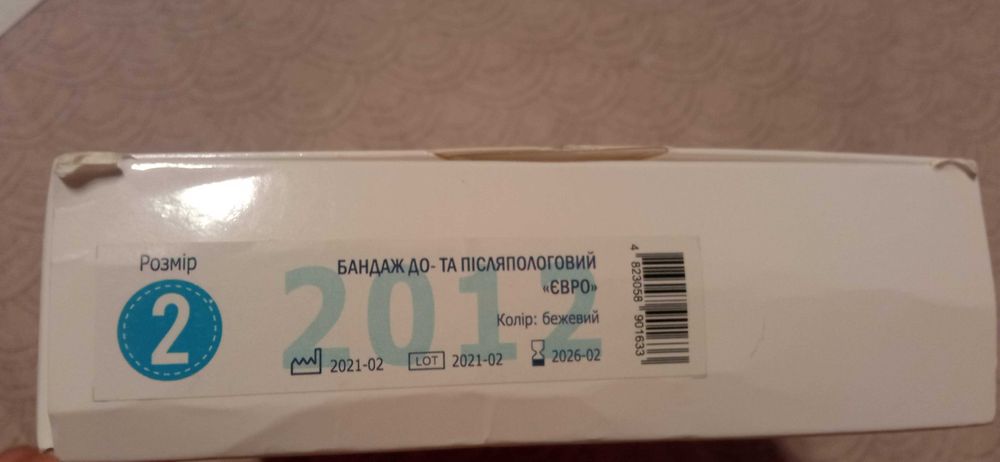 Розмір
2
2012
БАНДАЖ ДО- ТА ПІСЛЯПОЛОГОВИЙ
«ЄВРО»
Колір: бежевий
2021-02
LOT 2021-02
2026-02
4 823058 901633